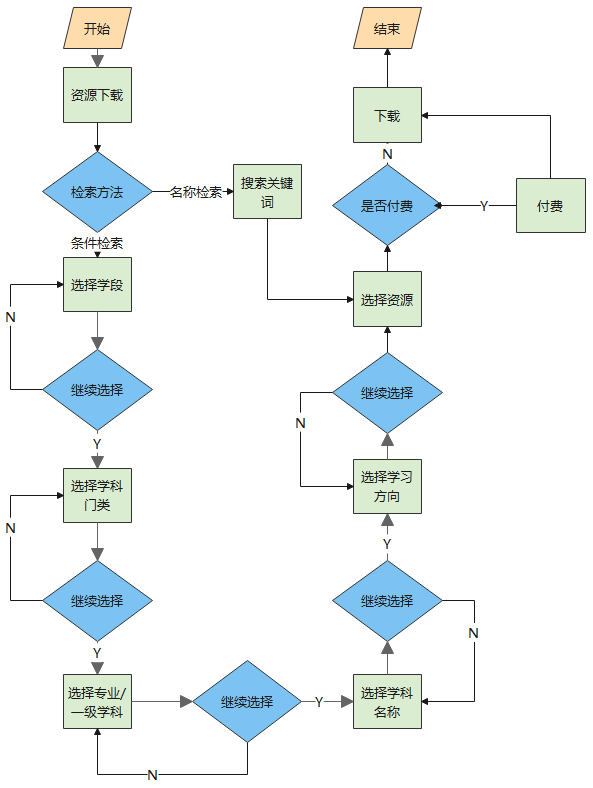 开始
资源下载
检索方法
名称检索
搜索关键
词
条件检索
选择学段
N
继续选择
Y
选择学科
门类
N
继续选择
Y
选择专业/
一级学科
继续选择
N
Y
选择学科
名称
N
继续选择
Y
选择学习
方向
N
继续选择
选择资源
是否付费
Y
付费
N
下载
结束